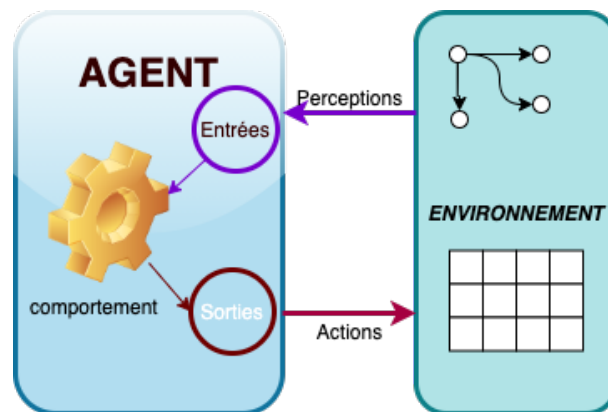 AGENT
Perceptions
Entrées
ENVIRONNEMENT
comportement
Sorties
Actions